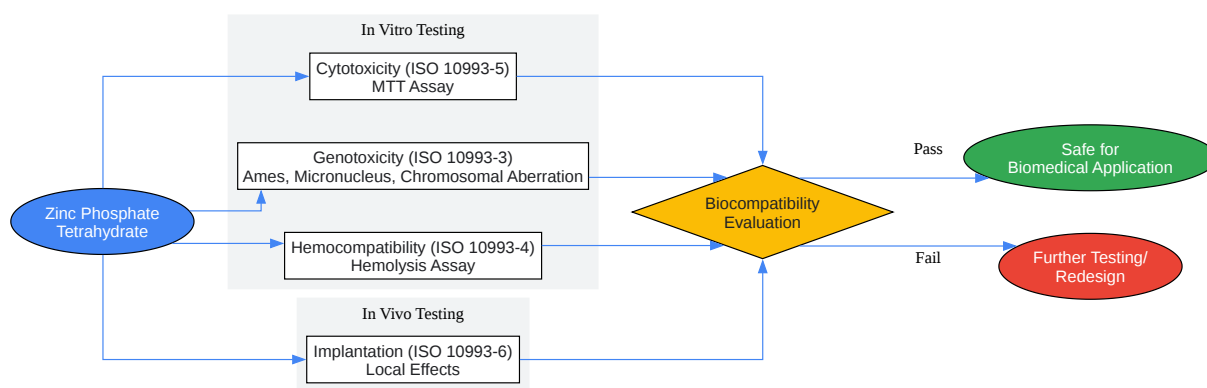 In Vitro Testing
Cytotoxicity (ISO 10993-5)
MTT Assay
Genotoxicity (ISO 10993-3)
Ames, Micronucleus, Chromosomal Aberration
Zinc Phosphate
Tetrahydrate
Hemocompatibility (ISO 10993-4)
Hemolysis Assay
In Vivo Testing
Implantation (ISO 10993-6)
Local Effects
Biocompatibility
Evaluation
Pass
Safe for
Biomedical Application
Fail
Further Testing/
Redesign